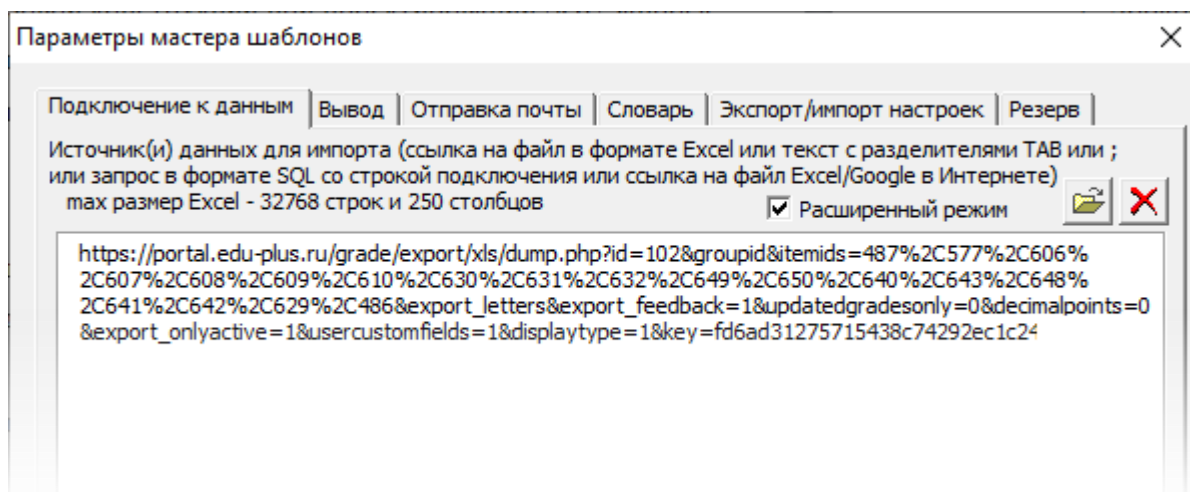 Параметры мастера шаблонов
Подключение к данным Вывод Отправка почты Словарь Экспорт/импорт настроек Резерв
Источник(и) данных для импорта (ссылка на файл в формате Excel или текст с разделителями TAB или ;
или запрос в формате SQL со строкой подключения или ссылка на файл Excel/Google в Интернете)
max размер Excel - 32768 строк и 250 столбцов Расширенный режим
https://portal.edu-plus.ru/grade/export/xls/dump.php?id=102&groupid&itemids=487%2C577%2C606%
2C607%2C608%2C609%2C610%2C630%2C631%2C632%2C649%2C650%2C640%2C643%2C648%
2C641%2C642%2C629%2C486&export_letters&export_feedback=1&updatedgradesonly=0&decimalpoints=0
&export_onlyactive=1&usercustomfields=1&displaytype=1&key=fd6ad31275715438c74292ec1c24